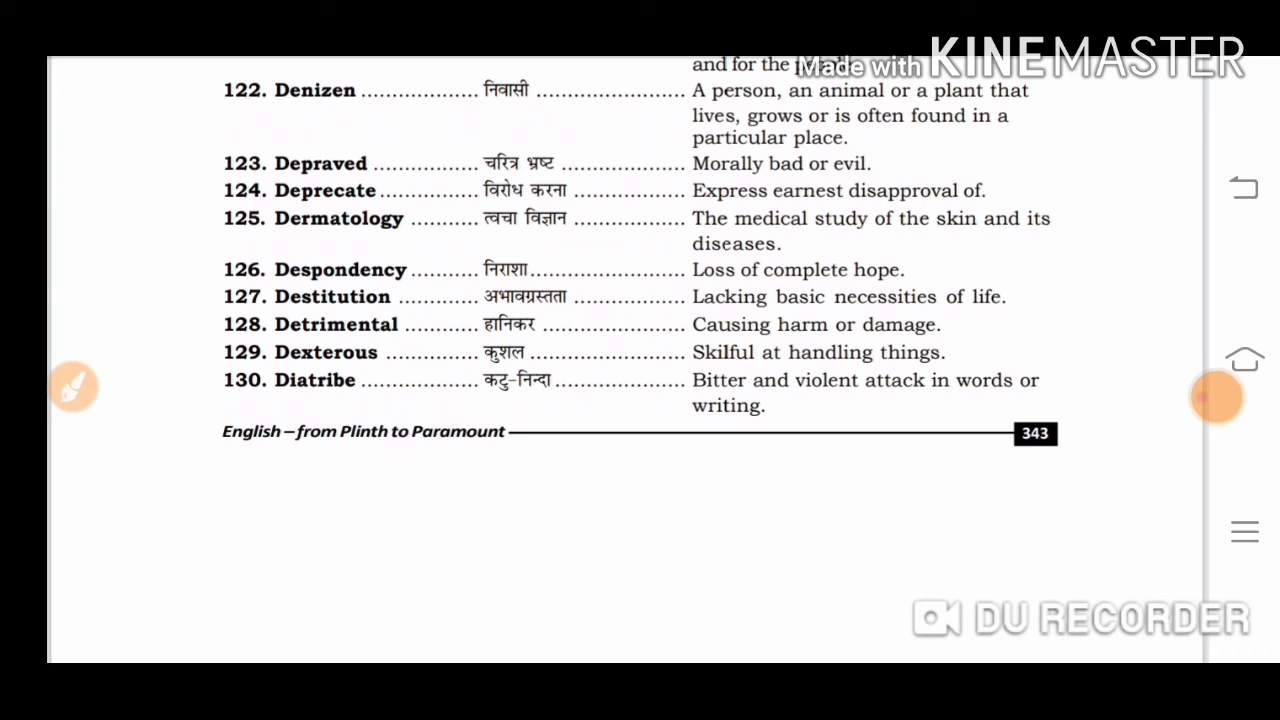 Made with KINEMASTER
and for the people.
122. Denizen .................. निवासी ....................... A person, an animal or a plant that
lives, grows or is often found in a
particular place.
123. Depraved ................ चरित्र भ्रष्ट ................... Morally bad or evil.
124. Deprecate............... विरोध करना ................. Express earnest disapproval of.
125. Dermatology .......... त्वचा विज्ञान ................. The medical study of the skin and its
diseases.
126. Despondency .......... निराशा........................ Loss of complete hope.
127. Destitution ............ अभावग्रस्तता ................. Lacking basic necessities of life.
128. Detrimental ........... हानिकर ...................... Causing harm or damage.
129. Dexterous .............. कुशल ........................ Skilful at handling things.
130. Diatribe .................. कटु-निन्दा .................... Bitter and violent attack in words or
writing.
English – from Plinth to Paramount 343
DU RECORDER